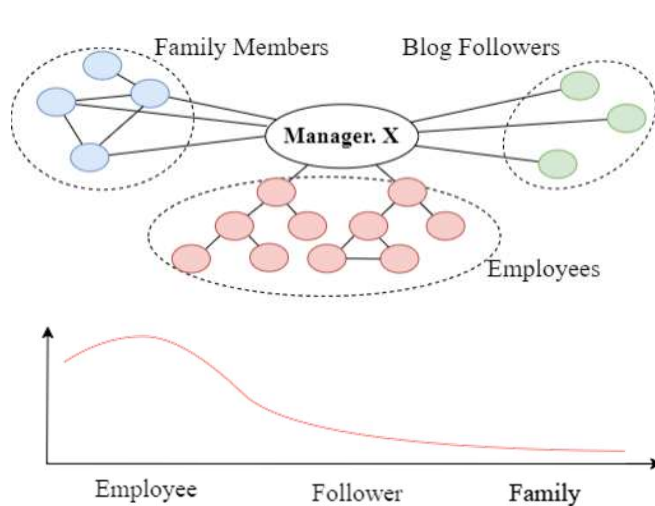 Family Members
Blog Followers
Manager. X
Employees
Employee
Follower
Family